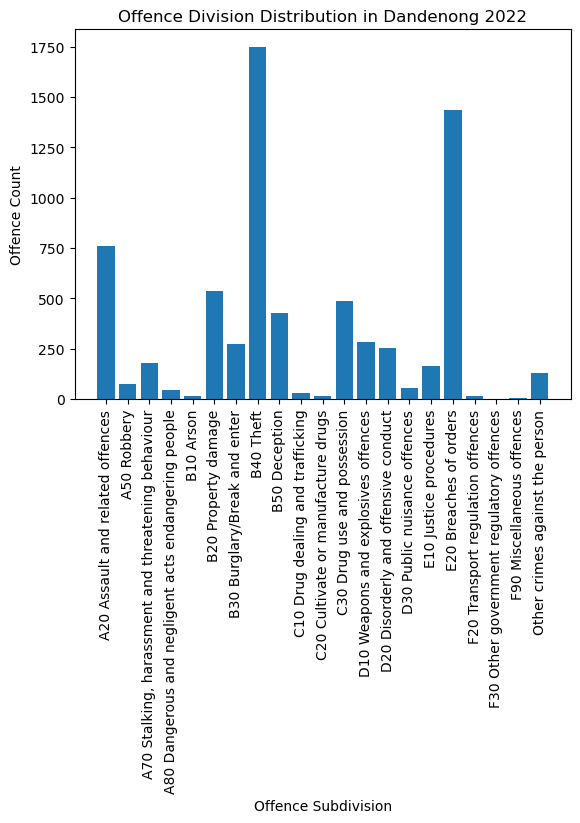 Offence Division Distribution in Dandenong 2022
Offence Count
1750
1500
1250
1000
750
500
250
0
A20 Assault and related offences
A50 Robbery
A70 Stalking, harassment and threatening behaviour
A80 Dangerous and negligent acts endangering people
B10 Arson
B20 Property damage
B30 Burglary/Break and enter
B40 Theft
B50 Deception
C10 Drug dealing and trafficking
C20 Cultivate or manufacture drugs
C30 Drug use and possession
D10 Weapons and explosives offences
D20 Disorderly and offensive conduct
D30 Public nuisance offences
E10 Justice procedures
E20 Breaches of orders
F20 Transport regulation offences
F30 Other government regulatory offences
F90 Miscellaneous offences
Other crimes against the person
Offence Subdivision